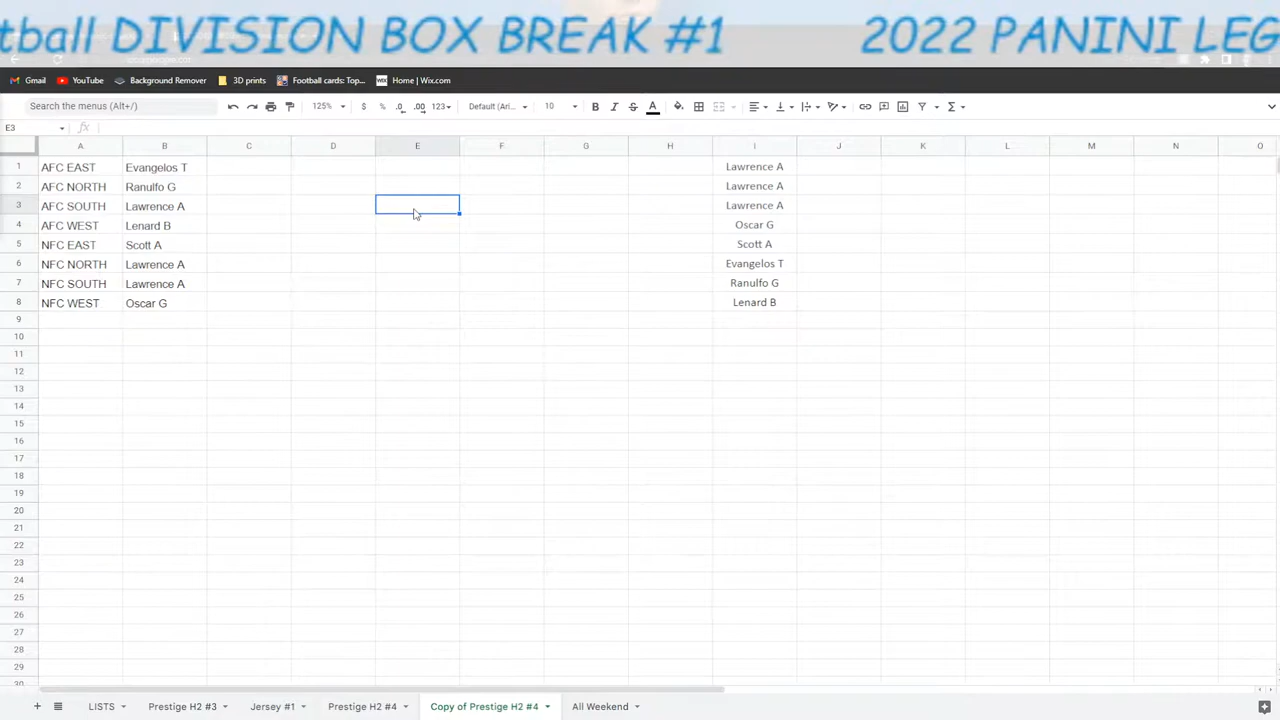 tball DIVISION BOX BREAK #1 2022 PANINI LEG
Gmail YouTube Background Remover 3D prints Football cards: Top... Home | Wix.com
Search the menus (Alt+/) 125% $ % .0 .00 123 Default (Ari... 10 B I S A Σ
E3 fx
A B C D E F G H I J K L M N O
1 AFC EAST Evangelos T Lawrence A
2 AFC NORTH Ranulfo G Lawrence A
3 AFC SOUTH Lawrence A Lawrence A
4 AFC WEST Lenard B Oscar G
5 NFC EAST Scott A Scott A
6 NFC NORTH Lawrence A Evangelos T
7 NFC SOUTH Lawrence A Ranulfo G
8 NFC WEST Oscar G Lenard B
9
10
11
12
13
14
15
16
17
18
19
20
21
22
23
24
25
26
27
28
29
30
LISTS Prestige H2 #3 Jersey #1 Prestige H2 #4 Copy of Prestige H2 #4 All Weekend